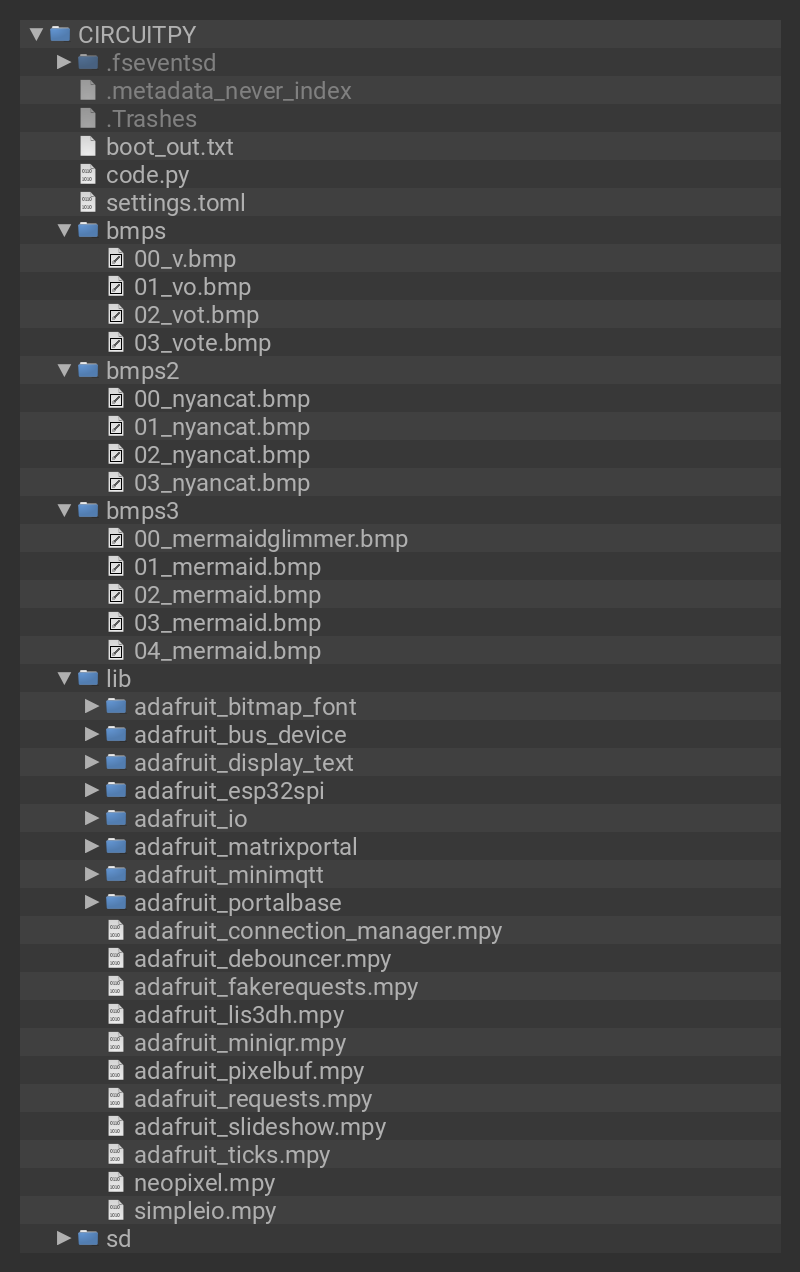 CIRCUITPY
.fseventsd
.metadata_never_index
.Trashes
boot_out.txt
code.py
settings.toml
bmps
00_v.bmp
01_vo.bmp
02_vot.bmp
03_vote.bmp
bmps2
00_nyancat.bmp
01_nyancat.bmp
02_nyancat.bmp
03_nyancat.bmp
bmps3
00_mermaidglimmer.bmp
01_mermaid.bmp
02_mermaid.bmp
03_mermaid.bmp
04_mermaid.bmp
lib
adafruit_bitmap_font
adafruit_bus_device
adafruit_display_text
adafruit_esp32spi
adafruit_io
adafruit_matrixportal
adafruit_minimqtt
adafruit_portalbase
adafruit_connection_manager.mpy
adafruit_debouncer.mpy
adafruit_fakerequests.mpy
adafruit_lis3dh.mpy
adafruit_miniqr.mpy
adafruit_pixelbuf.mpy
adafruit_requests.mpy
adafruit_slideshow.mpy
adafruit_ticks.mpy
neopixel.mpy
simpleio.mpy
sd